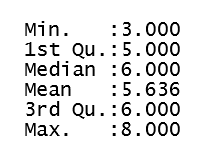 Min.   :3.000
1st Qu.:5.000
Median :6.000
Mean   :5.636
3rd Qu.:6.000
Max.   :8.000